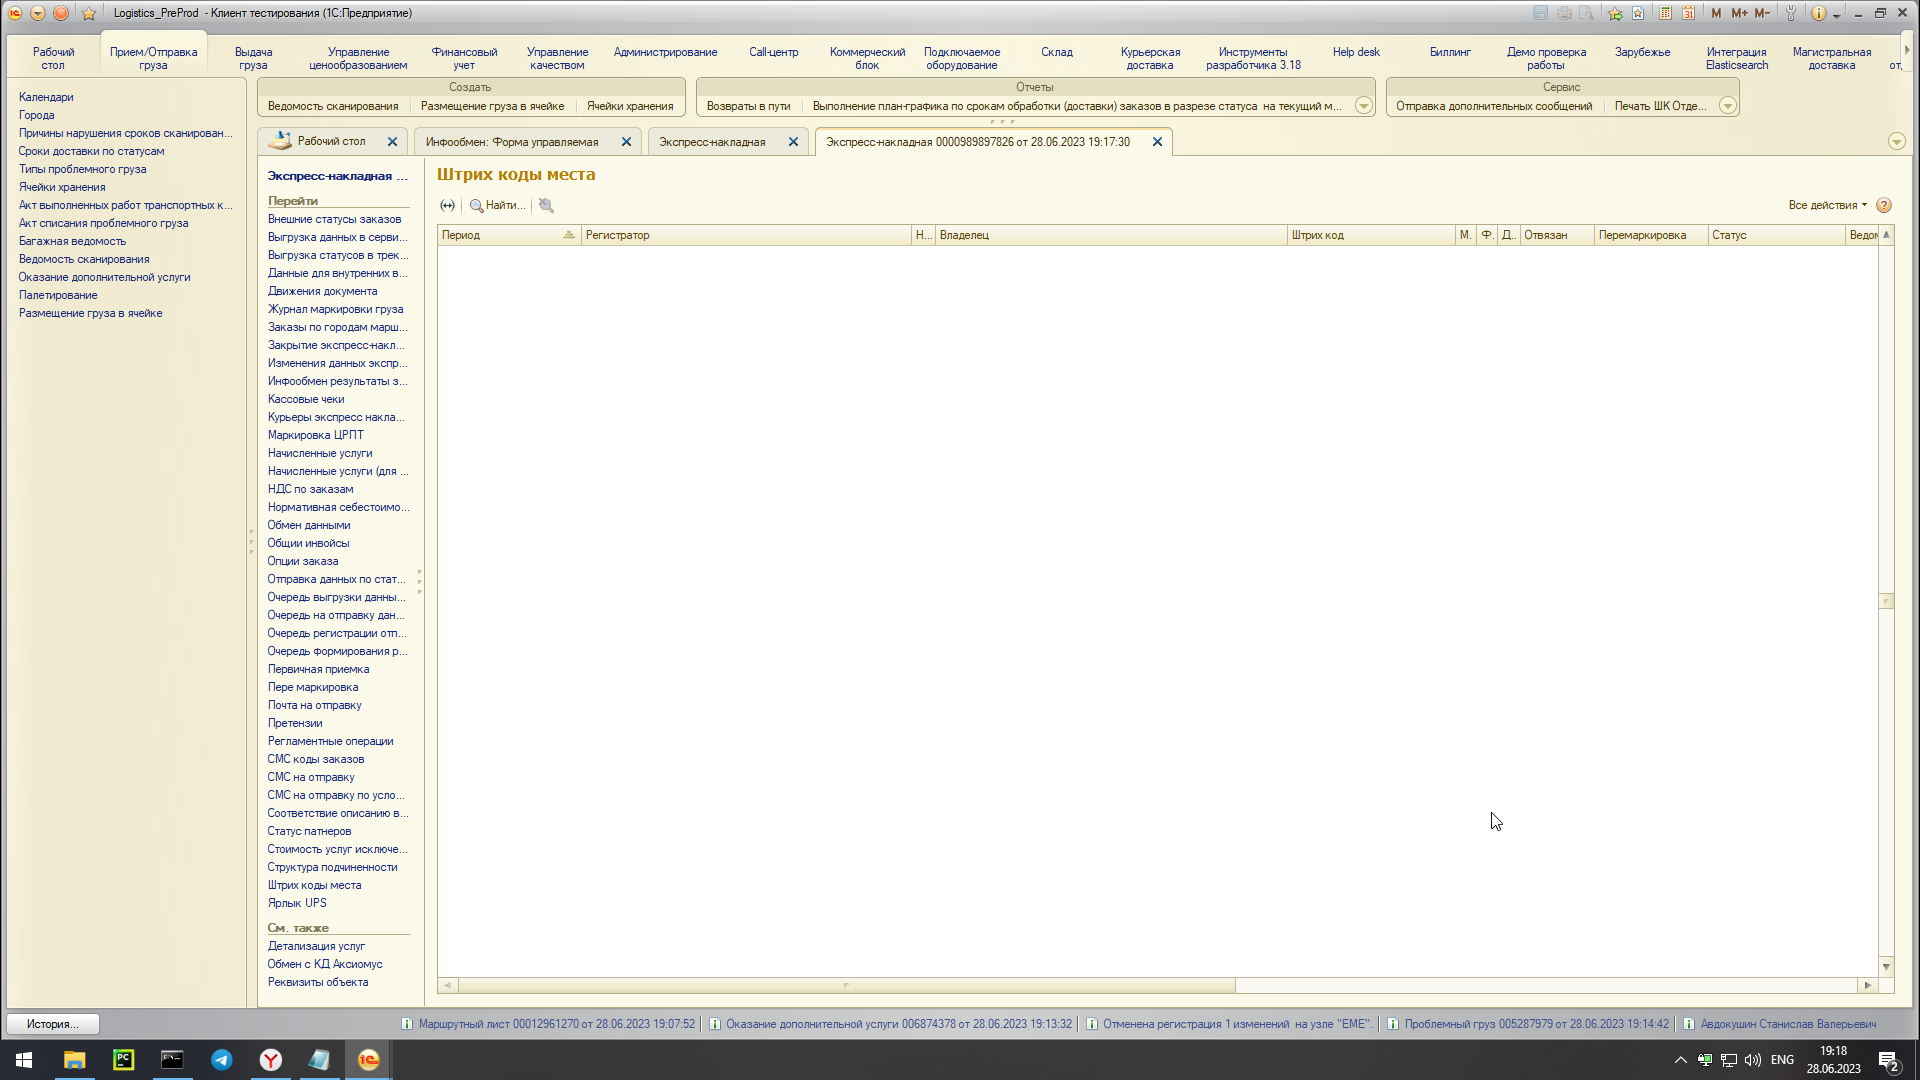 Logistics_PreProd - Клиент тестирования (1С:Предприятие)
M M+ M-
Рабочий стол
Прием/Отправка груза
Выдача груза
Управление ценообразованием
Финансовый учет
Управление качеством
Администрирование
Call-центр
Коммерческий блок
Подключаемое оборудование
Склад
Курьерская доставка
Инструменты разработчика 3.18
Help desk
Биллинг
Демо проверка работы
Зарубежье
Интеграция Elasticsearch
Магистральная доставка
от,
Создать
Ведомость сканирования
Размещение груза в ячейке
Ячейки хранения
Отчеты
Возвраты в пути
Выполнение план-графика по срокам обработки (доставки) заказов в разрезе статуса на текущий м...
Сервис
Отправка дополнительных сообщений
Печать ШК Отде...
Календари
Города
Причины нарушения сроков сканирован...
Сроки доставки по статусам
Типы проблемного груза
Ячейки хранения
Акт выполненных работ транспортных к...
Акт списания проблемного груза
Багажная ведомость
Ведомость сканирования
Оказание дополнительной услуги
Палетирование
Размещение груза в ячейке
Рабочий стол
Инфообмен: Форма управляемая
Экспресс-накладная
Экспресс-накладная 0000989897826 от 28.06.2023 19:17:30
Экспресс-накладная ...
Перейти
Внешние статусы заказов
Выгрузка данных в серви...
Выгрузка статусов в трек...
Данные для внутренних в...
Движения документа
Журнал маркировки груза
Заказы по городам марш...
Закрытие экспресс-накл...
Изменения данных экспр...
Инфообмен результаты з...
Кассовые чеки
Курьеры экспресс накла...
Маркировка ЦРПТ
Начисленные услуги
Начисленные услуги (для ...
НДС по заказам
Нормативная себестоимо...
Обмен данными
Общии инвойсы
Опции заказа
Отправка данных по стат...
Очередь выгрузки данны...
Очередь на отправку дан...
Очередь регистрации отп...
Очередь формирования р...
Первичная приемка
Пере маркировка
Почта на отправку
Претензии
Регламентные операции
СМС коды заказов
СМС на отправку
СМС на отправку по усло...
Соответствие описанию в...
Статус патнеров
Стоимость услуг исключе...
Структура подчиненности
Штрих коды места
Ярлык UPS
См. также
Детализация услуг
Обмен с КД Аксиомус
Реквизиты объекта
Штрих коды места
Найти...
Все действия
Период
Регистратор
Н...
Владелец
Штрих код
М.
Ф.
Д..
Отвязан
Перемаркировка
Статус
Ведом
История...
Маршрутный лист 00012961270 от 28.06.2023 19:07:52
Оказание дополнительной услуги 006874378 от 28.06.2023 19:13:32
Отменена регистрация 1 изменений на узле "EME".
Проблемный груз 005287979 от 28.06.2023 19:14:42
Авдокушин Станислав Валерьевич
ENG
19:18
28.06.2023
2